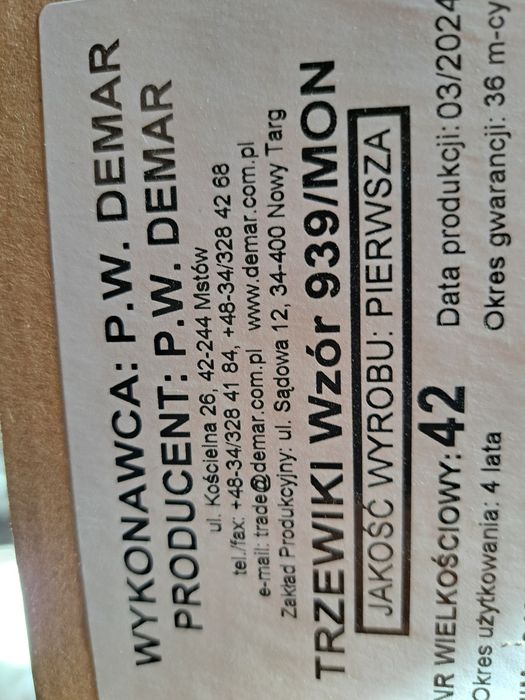 WYKONAWCA: P.W. DEMAR
PRODUCENT: P.W. DEMAR
ul. Kościelna 26, 42-244 Mstów
tel./fax: +48-34/328 41 84, +48-34/328 42 68
e-mail: trade@demar.com.pl www.demar.com.pl
Zakład Produkcyjny: ul. Sądowa 12, 34-400 Nowy Targ
TRZEWIKI Wzór 939/MON
JAKOŚĆ WYROBU: PIERWSZA
NR WIELKOŚCIOWY: 42 Data produkcji: 03/2024
Okres użytkowania: 4 lata Okres gwarancji: 36 m-cy